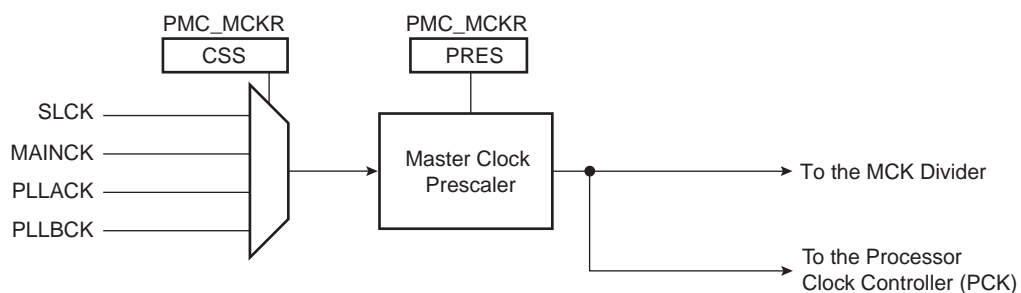 PMC_MCKR
CSS
PMC_MCKR
PRES
SLCK
MAINCK
PLLACK
PLLBCK
Master Clock
Prescaler
To the MCK Divider
To the Processor
Clock Controller (PCK)